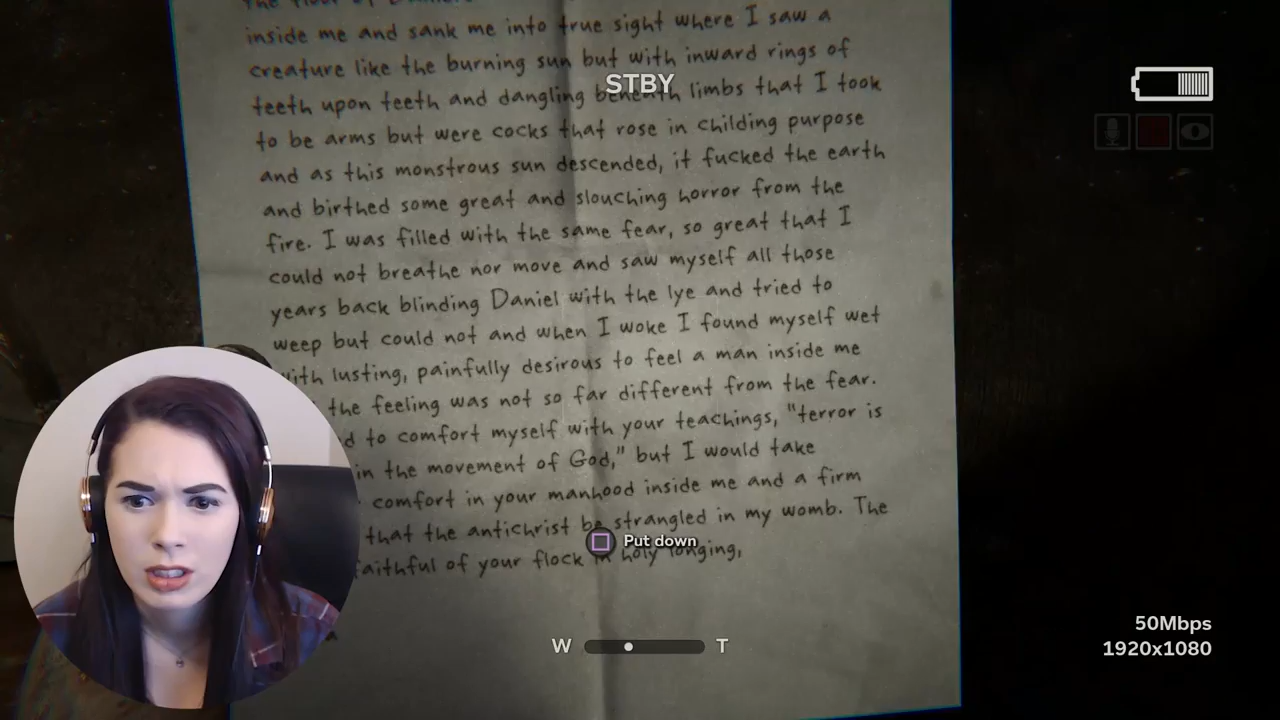 inside me and sank me into true sight where I saw a
creature like the burning sun but with inward rings of
STBY
teeth upon teeth and dangling beneath limbs that I took
to be arms but were cocks that rose in childing purpose
and as this monstrous sun descended, it fucked the earth
and birthed some great and slouching horror from the
fire. I was filled with the same fear, so great that I
could not breathe nor move and saw myself all those
years back blinding Daniel with the lye and tried to
weep but could not and when I woke I found myself wet
with lusting, painfully desirous to feel a man inside me
the feeling was not so far different from the fear.
to comfort myself with your teachings, "terror is
in the movement of God," but I would take
comfort in your manhood inside me and a firm
that the antichrist be strangled in my womb. The
Put down
faithful of your flock in holy longing,
W T
50Mbps
1920x1080